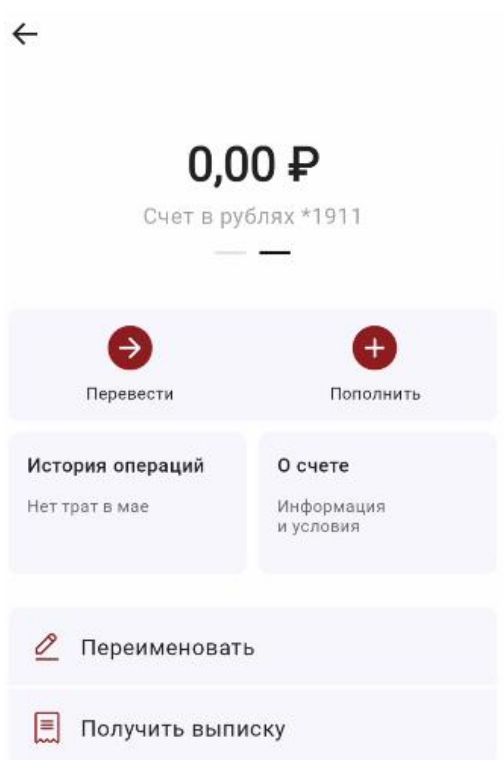 0,00 ₽
Счет в рублях *1911
Перевести
Пополнить
История операций
Нет трат в мае
О счете
Информация
и условия
Переименовать
Получить выписку